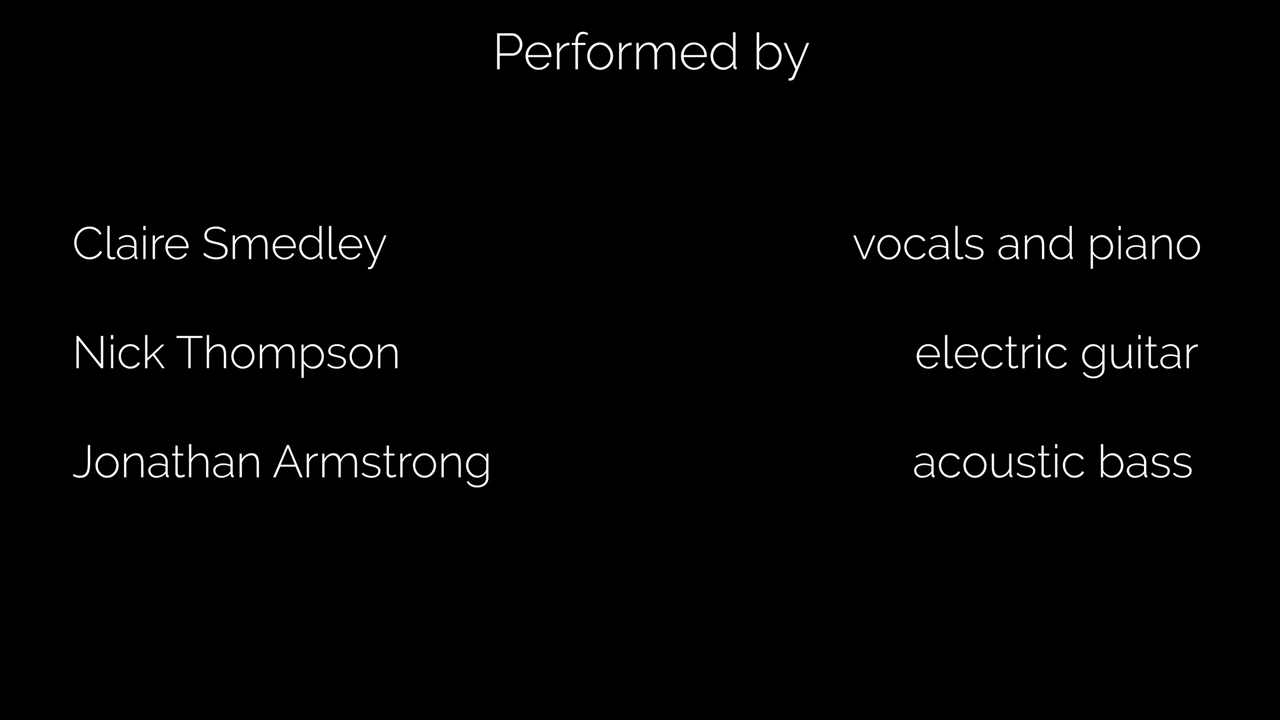 Performed by
Claire Smedley vocals and piano
Nick Thompson electric guitar
Jonathan Armstrong acoustic bass